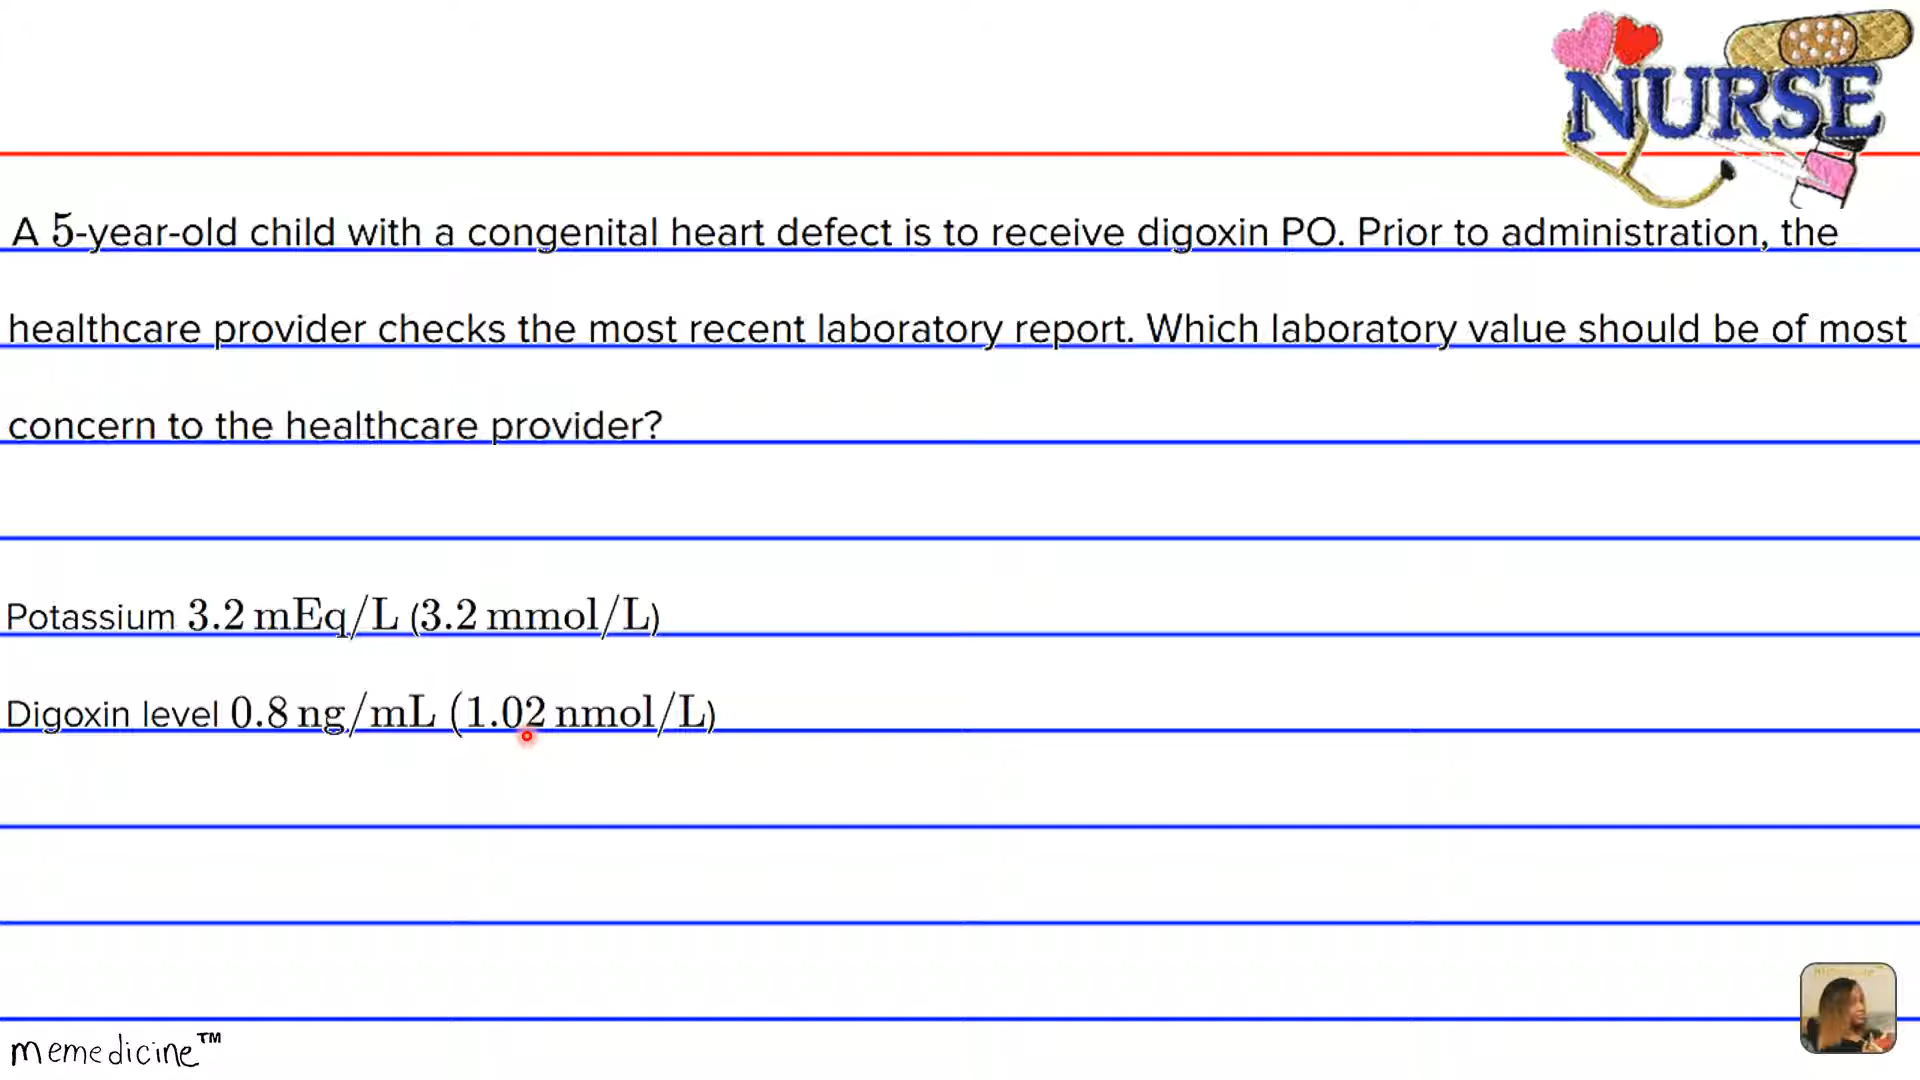 NURSE
A 5-year-old child with a congenital heart defect is to receive digoxin PO. Prior to administration, the
healthcare provider checks the most recent laboratory report. Which laboratory value should be of most
concern to the healthcare provider?
Potassium 3.2 mEq/L (3.2 mmol/L)
Digoxin level 0.8 ng/mL (1.02 nmol/L)
memedicine™